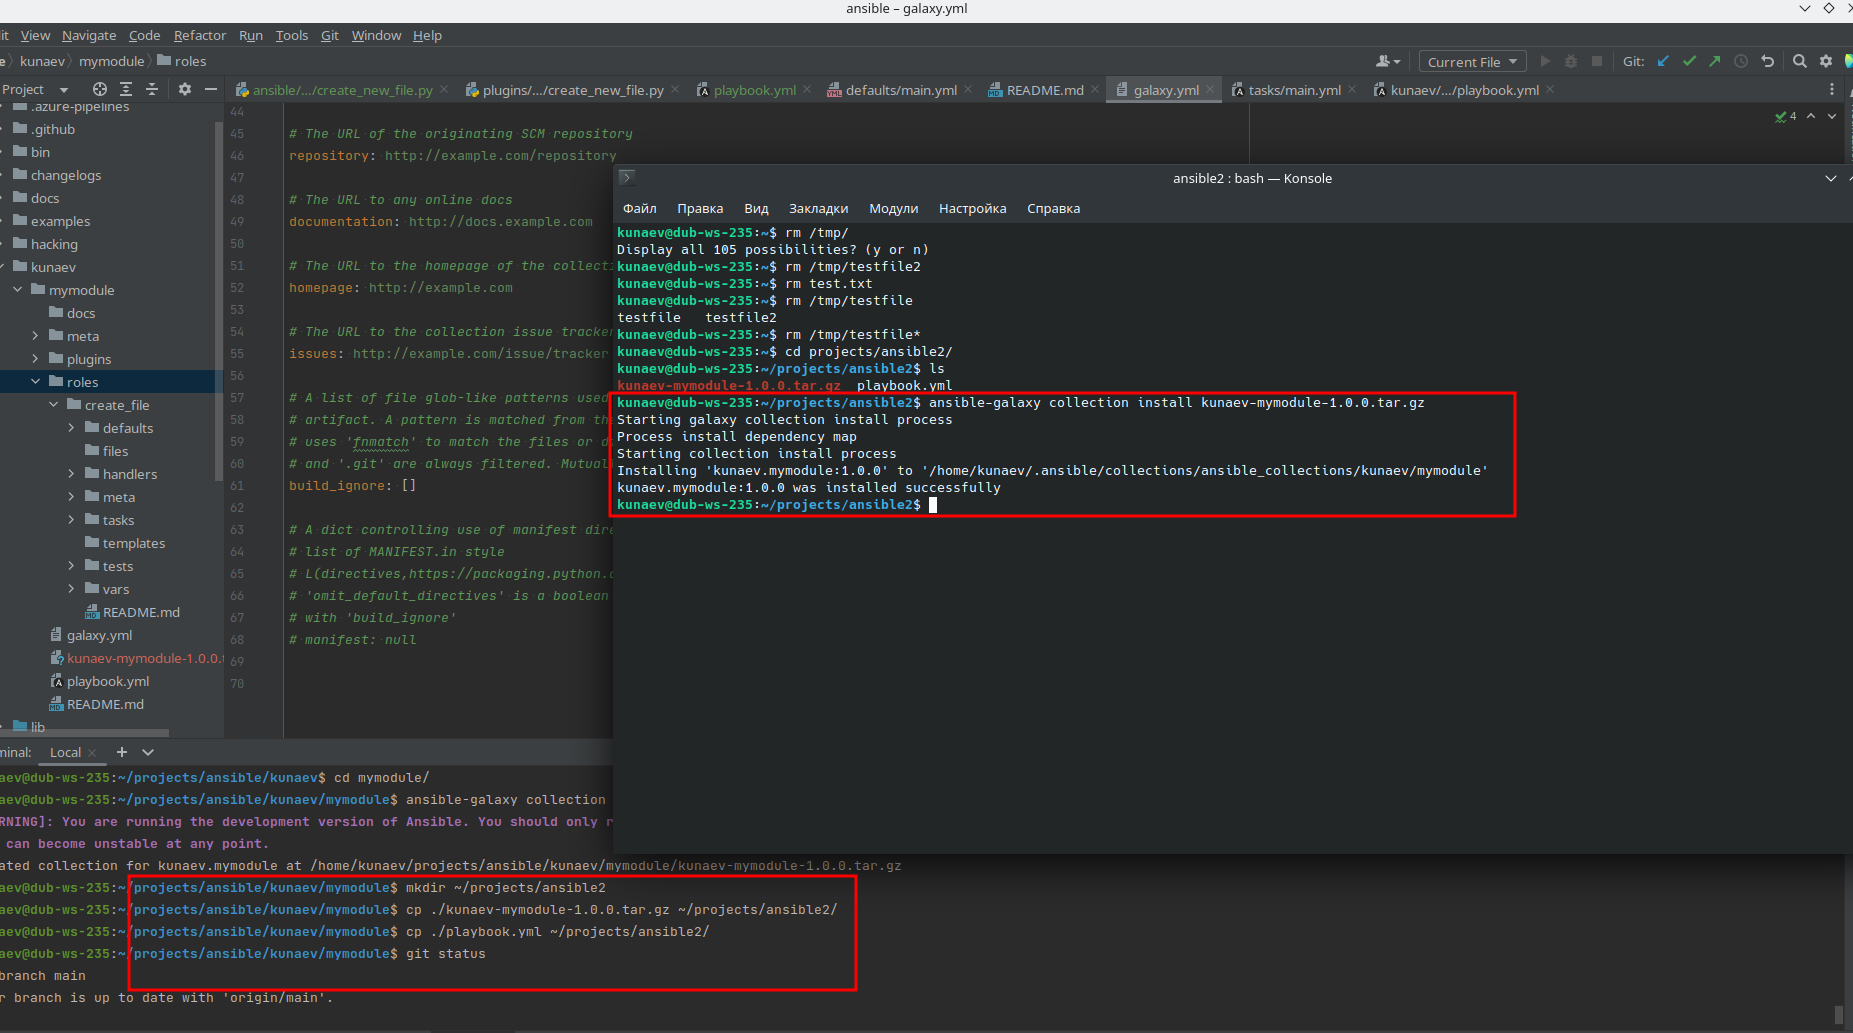 ansible – galaxy.yml
it View Navigate Code Refactor Run Tools Git Window Help
e kunaev mymodule roles
Current File
Git:
Project
ansible/.../create_new_file.py
plugins/.../create_new_file.py
playbook.yml
defaults/main.yml
README.md
galaxy.yml
tasks/main.yml
kunaev/.../playbook.yml
.azure-pipelines
.github
bin
changelogs
docs
examples
hacking
kunaev
mymodule
docs
meta
plugins
roles
create_file
defaults
files
handlers
meta
tasks
templates
tests
vars
README.md
galaxy.yml
kunaev-mymodule-1.0.0.
playbook.yml
README.md
lib
4
44
45 # The URL of the originating SCM repository
46 repository: http://example.com/repository
47
48 # The URL to any online docs
49 documentation: http://docs.example.com
50
51 # The URL to the homepage of the collecti
52 homepage: http://example.com
53
54 # The URL to the collection issue tracker
55 issues: http://example.com/issue/tracker
56
57 # A list of file glob-like patterns used
58 # artifact. A pattern is matched from th
59 # uses 'fnmatch' to match the files or d
60 # and '.git' are always filtered. Mutual
61 build_ignore: []
62
63 # A dict controlling use of manifest dire
64 # list of MANIFEST.in style
65 # L(directives,https://packaging.python.
66 # 'omit_default_directives' is a boolean
67 # with 'build_ignore'
68 # manifest: null
69
70
ansible2 : bash — Konsole
Файл Правка Вид Закладки Модули Настройка Справка
kunaev@dub-ws-235:~$ rm /tmp/
Display all 105 possibilities? (y or n)
kunaev@dub-ws-235:~$ rm /tmp/testfile2
kunaev@dub-ws-235:~$ rm test.txt
kunaev@dub-ws-235:~$ rm /tmp/testfile
testfile testfile2
kunaev@dub-ws-235:~$ rm /tmp/testfile*
kunaev@dub-ws-235:~$ cd projects/ansible2/
kunaev@dub-ws-235:~/projects/ansible2$ ls
kunaev-mymodule-1.0.0.tar.gz playbook.yml
kunaev@dub-ws-235:~/projects/ansible2$ ansible-galaxy collection install kunaev-mymodule-1.0.0.tar.gz
Starting galaxy collection install process
Process install dependency map
Starting collection install process
Installing 'kunaev.mymodule:1.0.0' to '/home/kunaev/.ansible/collections/ansible_collections/kunaev/mymodule'
kunaev.mymodule:1.0.0 was installed successfully
kunaev@dub-ws-235:~/projects/ansible2$
minal: Local
aev@dub-ws-235:~/projects/ansible/kunaev$ cd mymodule/
aev@dub-ws-235:~/projects/ansible/kunaev/mymodule$ ansible-galaxy collection
RNING]: You are running the development version of Ansible. You should only r
can become unstable at any point.
ated collection for kunaev.mymodule at /home/kunaev/projects/ansible/kunaev/mymodule/kunaev-mymodule-1.0.0.tar.gz
aev@dub-ws-235:~/projects/ansible/kunaev/mymodule$ mkdir ~/projects/ansible2
aev@dub-ws-235:~/projects/ansible/kunaev/mymodule$ cp ./kunaev-mymodule-1.0.0.tar.gz ~/projects/ansible2/
aev@dub-ws-235:~/projects/ansible/kunaev/mymodule$ cp ./playbook.yml ~/projects/ansible2/
aev@dub-ws-235:~/projects/ansible/kunaev/mymodule$ git status
branch main
r branch is up to date with 'origin/main'.